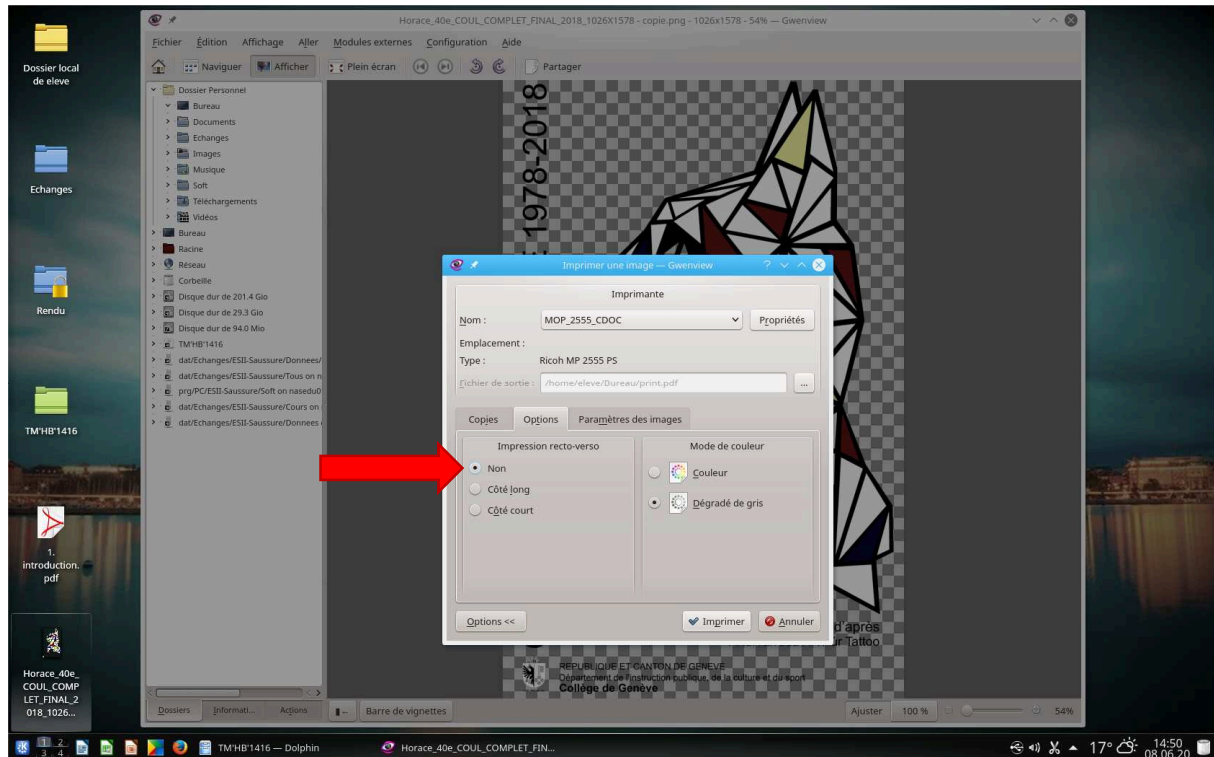 Horace_40e_COUL_COMPLET_FINAL_2018_1026X1578 - copie.png - 1026x1578 - 54% — Gwenview
Fichier Édition Affichage Aller Modules externes Configuration Aide
Naviguer Afficher Plein écran Partager
Dossier local
de eleve
Echanges
Rendu
TM'HB'1416
1.
introduction.
pdf
Horace_40e_
COUL_COMP
LET_FINAL_2
018_1026...
Dossier Personnel
Bureau
Documents
Echanges
Images
Musique
Soft
Téléchargements
Vidéos
Bureau
Racine
Réseau
Corbeille
Disque dur de 201.4 Gio
Disque dur de 29.3 Gio
Disque dur de 94.0 Mio
TM'HB'1416
dat/Echanges/ESII-Saussure/Donnees/
dat/Echanges/ESII-Saussure/Tous on n
prg/PC/ESII-Saussure/Soft on nasedu0
dat/Echanges/ESII-Saussure/Cours on
dat/Echanges/ESII-Saussure/Donnees
1978-2018
Imprimer une image — Gwenview
Imprimante
Nom : MOP_2555_CDOC Propriétés
Emplacement :
Type : Ricoh MP 2555 PS
Fichier de sortie : /home/eleve/Bureau/print.pdf ...
Copies Options Paramètres des images
Impression recto-verso
Non
Côté long
Côté court
Mode de couleur
Couleur
Dégradé de gris
Options << Imprimer Annuler
d'après
ur Tattoo
REPUBLIQUE ET CANTON DE GENEVE
Département de l'instruction publique, de la culture et du sport
Collège de Genève
Dossiers Informati... Actions Barre de vignettes Ajuster 100 % 54%
1 2
3 4
TM'HB'1416 — Dolphin Horace_40e_COUL_COMPLET_FIN... 17° 14:50
08.06.20